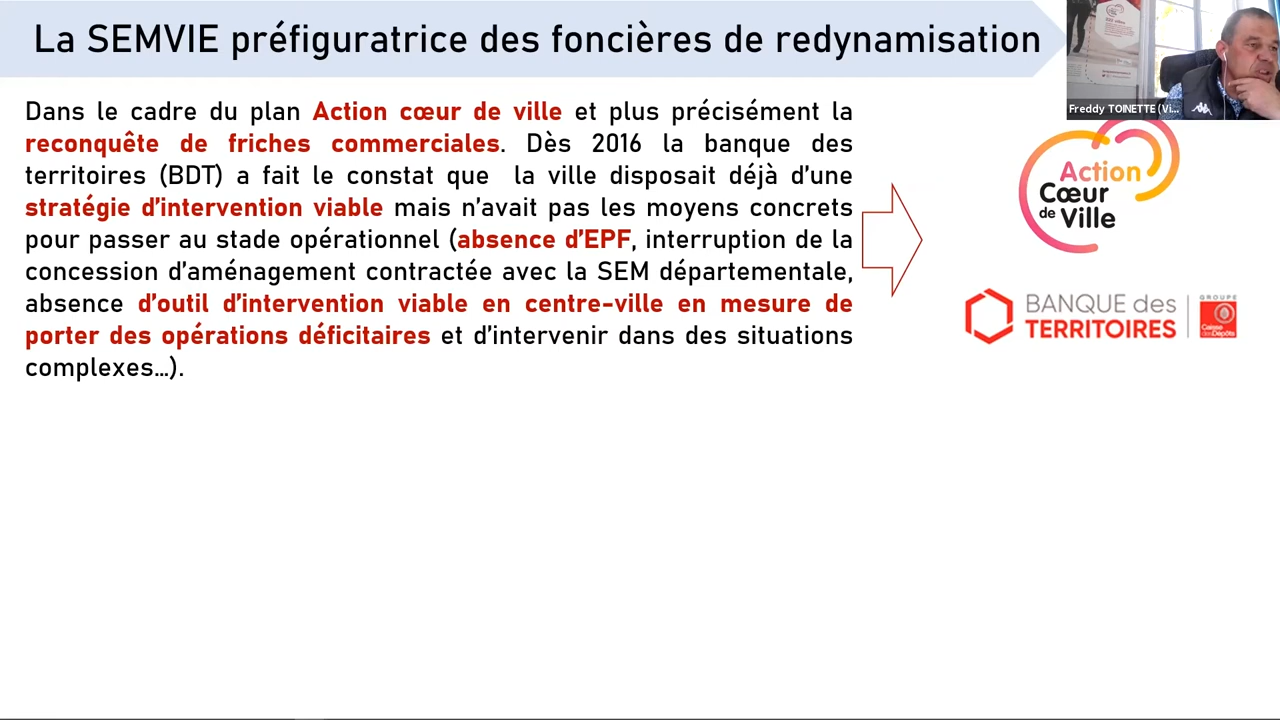 La SEMVIE préfiguratrice des foncières de redynamisation
Freddy TOINETTE (Vi...
Dans le cadre du plan Action cœur de ville et plus précisément la
reconquête de friches commerciales. Dès 2016 la banque des
territoires (BDT) a fait le constat que la ville disposait déjà d'une
stratégie d'intervention viable mais n'avait pas les moyens concrets
pour passer au stade opérationnel (absence d'EPF, interruption de la
concession d'aménagement contractée avec la SEM départementale,
absence d'outil d'intervention viable en centre-ville en mesure de
porter des opérations déficitaires et d'intervenir dans des situations
complexes...).
Action
Cœur
de Ville
BANQUE des
TERRITOIRES
GROUPE
Caisse
des Dépôts